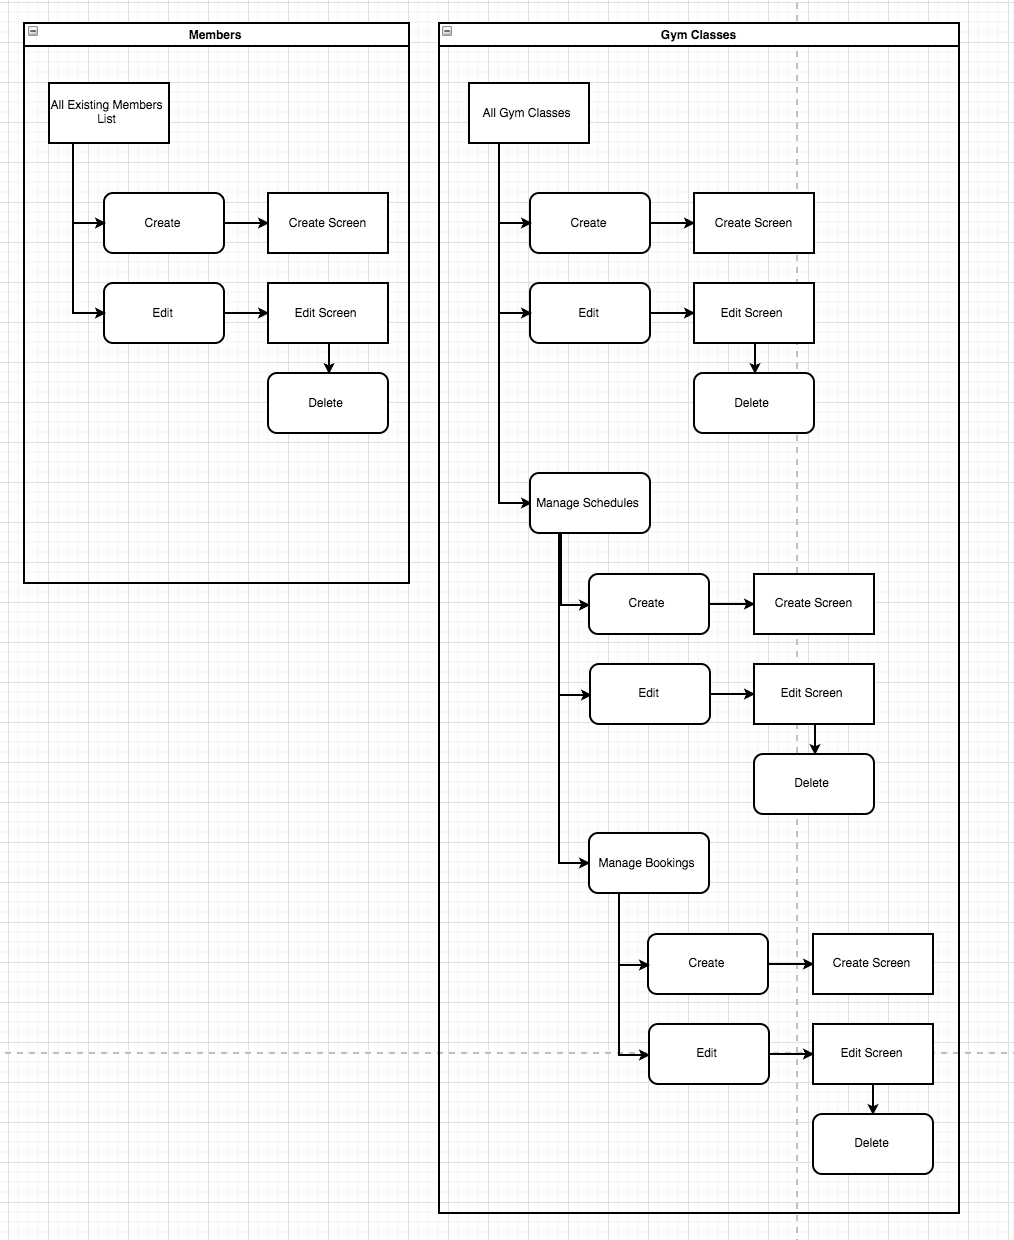 Members
All Existing Members
List
Create
Create Screen
Edit
Edit Screen
Delete
Gym Classes
All Gym Classes
Create
Create Screen
Edit
Edit Screen
Delete
Manage Schedules
Create
Create Screen
Edit
Edit Screen
Delete
Manage Bookings
Create
Create Screen
Edit
Edit Screen
Delete